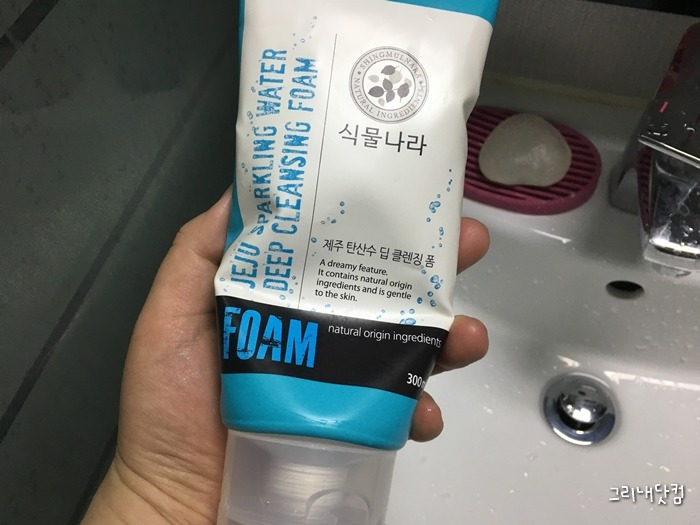 JEJU SPARKLING WATER
DEEP CLEANSING FOAM
SHINGMULNARA
NATURAL INGREDIENTS
식물나라
제주 탄산수 딥 클렌징 폼
A dreamy feature.
It contains natural origin
ingredients and is gentle
to the skin.
FOAM
natural origin ingredients
300
그리내닷컴